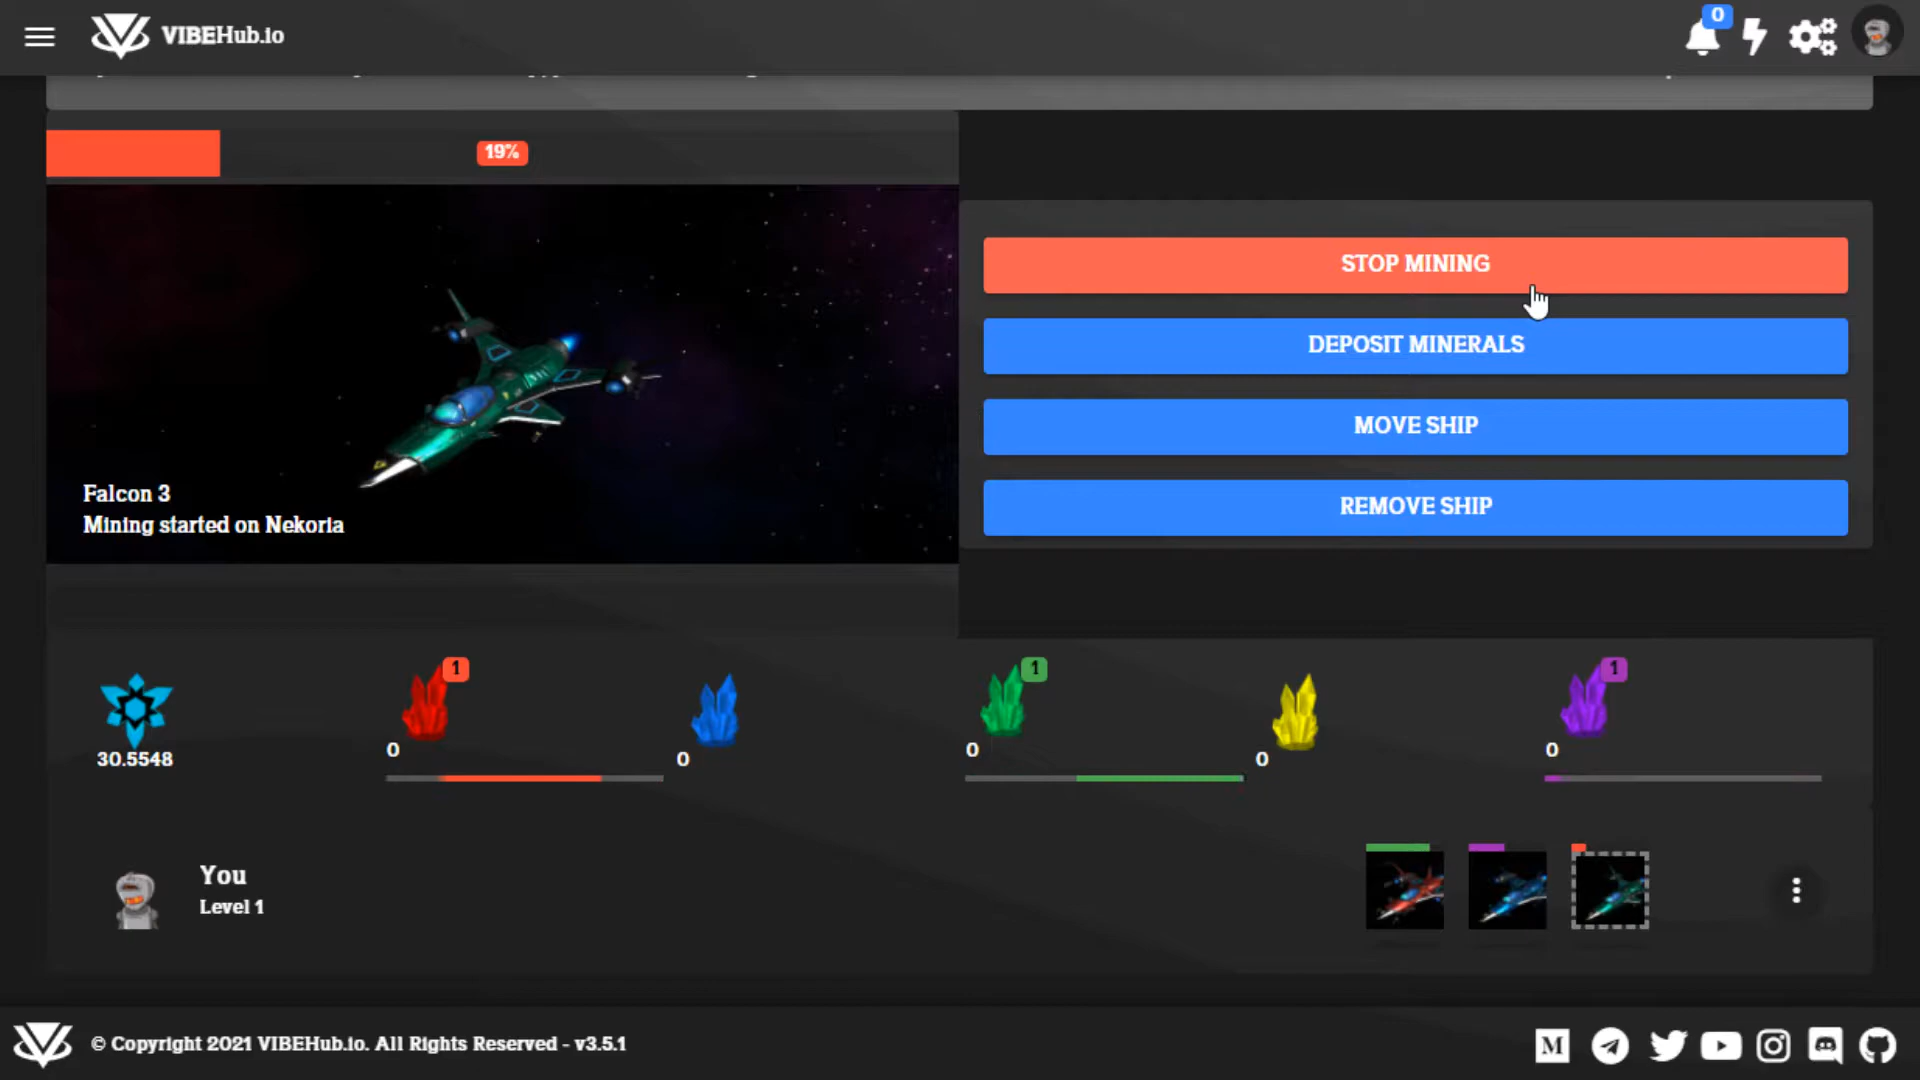 VIBEHub.io
0
19%
Falcon 3
Mining started on Nekoria
STOP MINING
DEPOSIT MINERALS
MOVE SHIP
REMOVE SHIP
30.5548
1
0
0
1
0
0
1
0
You
Level 1
© Copyright 2021 VIBEHub.io. All Rights Reserved - v3.5.1